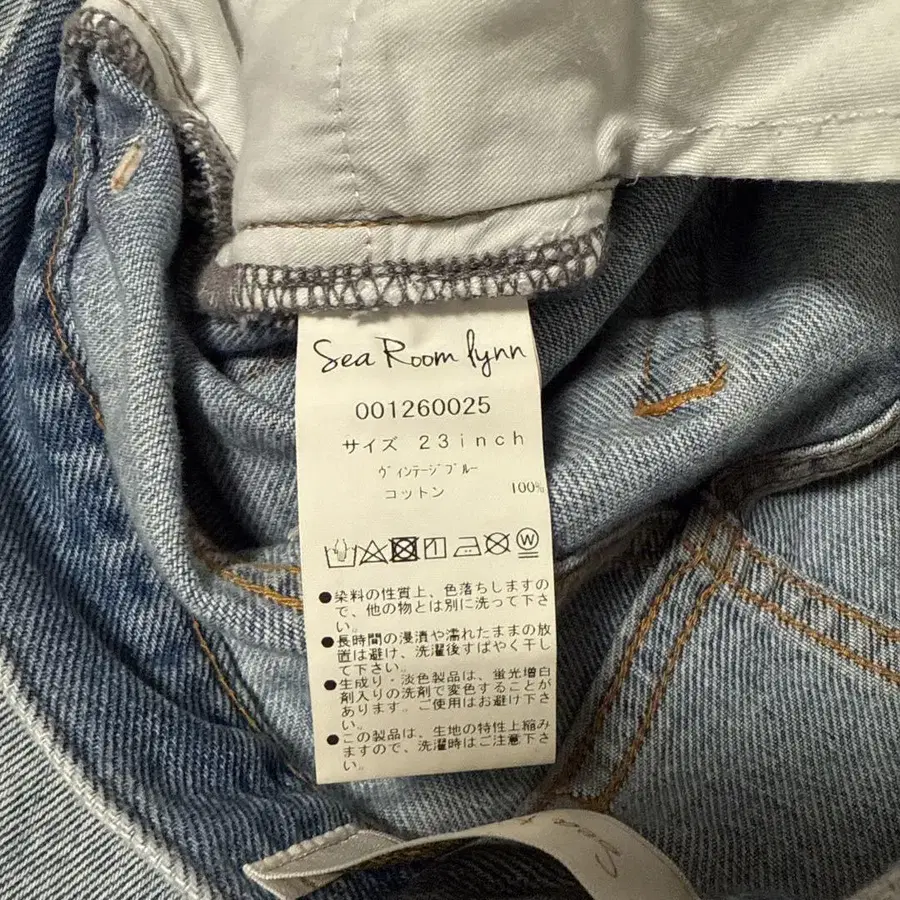 Sea Room lynn
001260025
サイズ 23inch
ヴィンテージブルー
コットン 100%
W
●染料の性質上、色落ちしますの
で、他の物とは別に洗って下さ
い。
●長時間の浸漬や濡れたままの放
置は避け、洗濯後すばやく干し
て下さい。
●生成り・淡色製品は、蛍光増白
剤入りの洗剤で変色することが
あります。ご使用はお避け下さ
い。
●この製品は、生地の特性上縮み
ますので、洗濯時はご注意下さ
い。